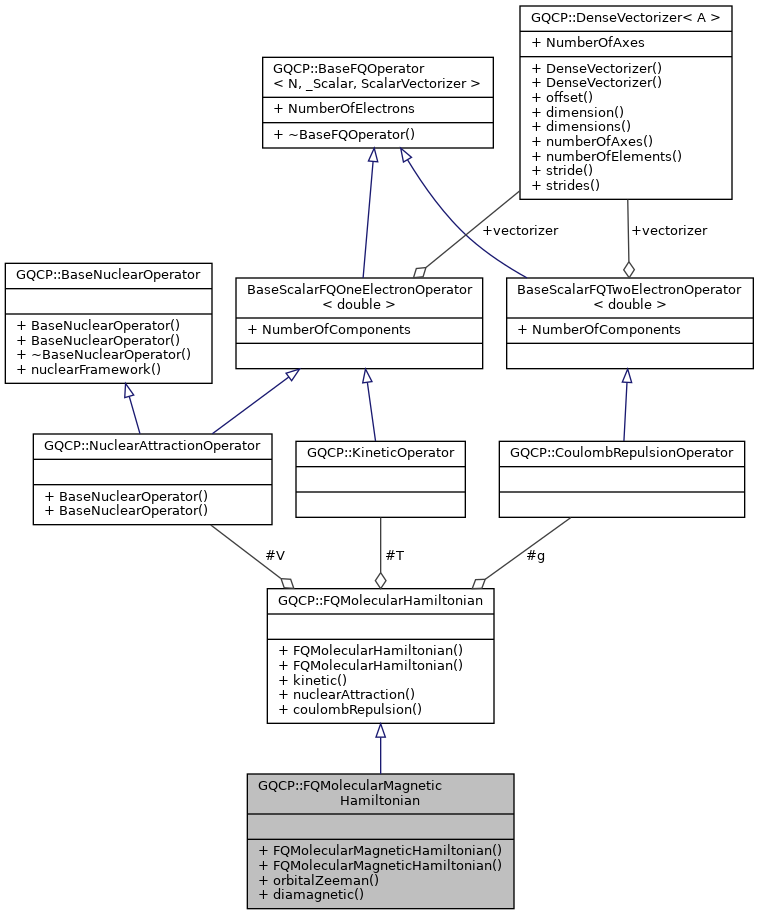 GQCP::DenseVectorizer< A >
+ NumberOfAxes
+ DenseVectorizer()
+ DenseVectorizer()
+ offset()
+ dimension()
+ dimensions()
+ numberOfAxes()
+ numberOfElements()
+ stride()
+ strides()
GQCP::BaseFQOperator
< N, _Scalar, ScalarVectorizer >
+ NumberOfElectrons
+ ~BaseFQOperator()
+vectorizer
+vectorizer
GQCP::BaseNuclearOperator
+ BaseNuclearOperator()
+ BaseNuclearOperator()
+ ~BaseNuclearOperator()
+ nuclearFramework()
BaseScalarFQOneElectronOperator
< double >
+ NumberOfComponents
BaseScalarFQTwoElectronOperator
< double >
+ NumberOfComponents
GQCP::NuclearAttractionOperator
+ BaseNuclearOperator()
+ BaseNuclearOperator()
GQCP::KineticOperator
GQCP::CoulombRepulsionOperator
#V
#T
#g
GQCP::FQMolecularHamiltonian
+ FQMolecularHamiltonian()
+ FQMolecularHamiltonian()
+ kinetic()
+ nuclearAttraction()
+ coulombRepulsion()
GQCP::FQMolecularMagnetic
Hamiltonian
+ FQMolecularMagneticHamiltonian()
+ FQMolecularMagneticHamiltonian()
+ orbitalZeeman()
+ diamagnetic()